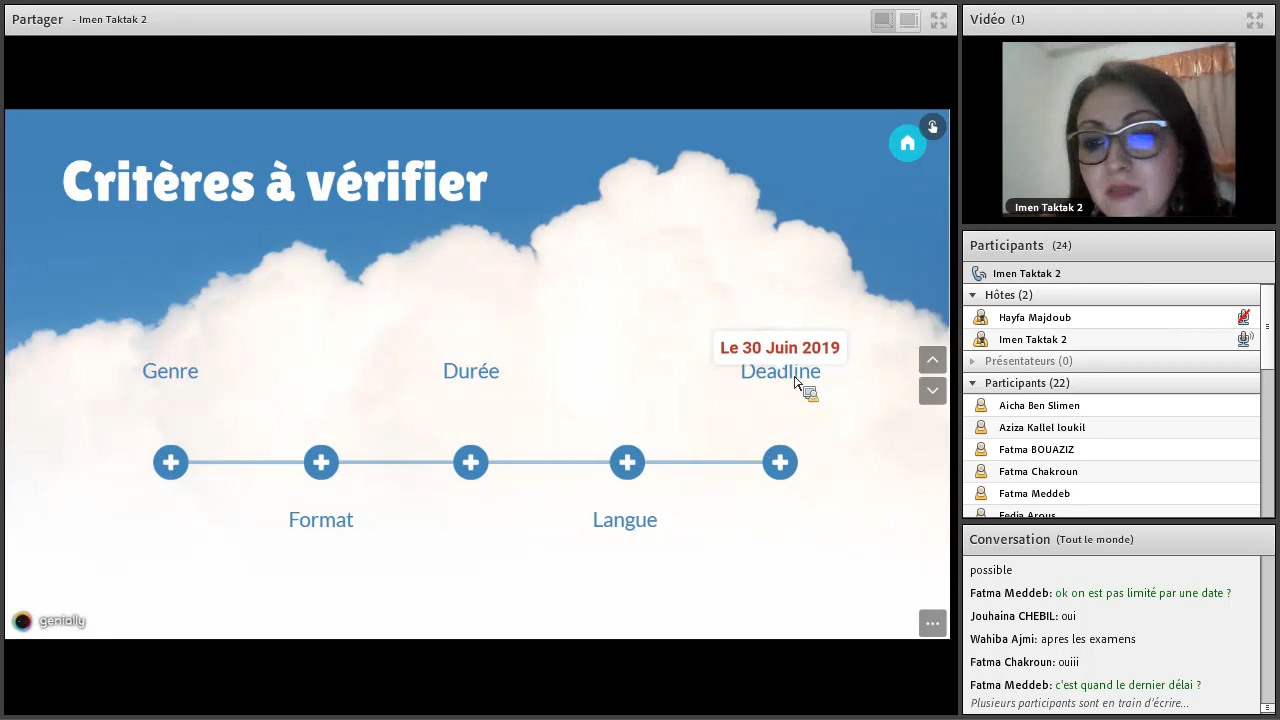 Partager - Imen Taktak 2
Critères à vérifier
Le 30 Juin 2019
Genre
Durée
Deadline
Format
Langue
genially
Vidéo (1)
Imen Taktak 2
Participants (24)
Imen Taktak 2
Hôtes (2)
Hayfa Majdoub
Imen Taktak 2
Présentateurs (0)
Participants (22)
Aicha Ben Slimen
Aziza Kallel loukil
Fatma BOUAZIZ
Fatma Chakroun
Fatma Meddeb
Fedia Arous
Conversation (Tout le monde)
possible
Fatma Meddeb: ok on est pas limité par une date ?
Jouhaina CHEBIL: oui
Wahiba Ajmi: apres les examens
Fatma Chakroun: ouiii
Fatma Meddeb: c'est quand le dernier délai ?
Plusieurs participants sont en train d'écrire...